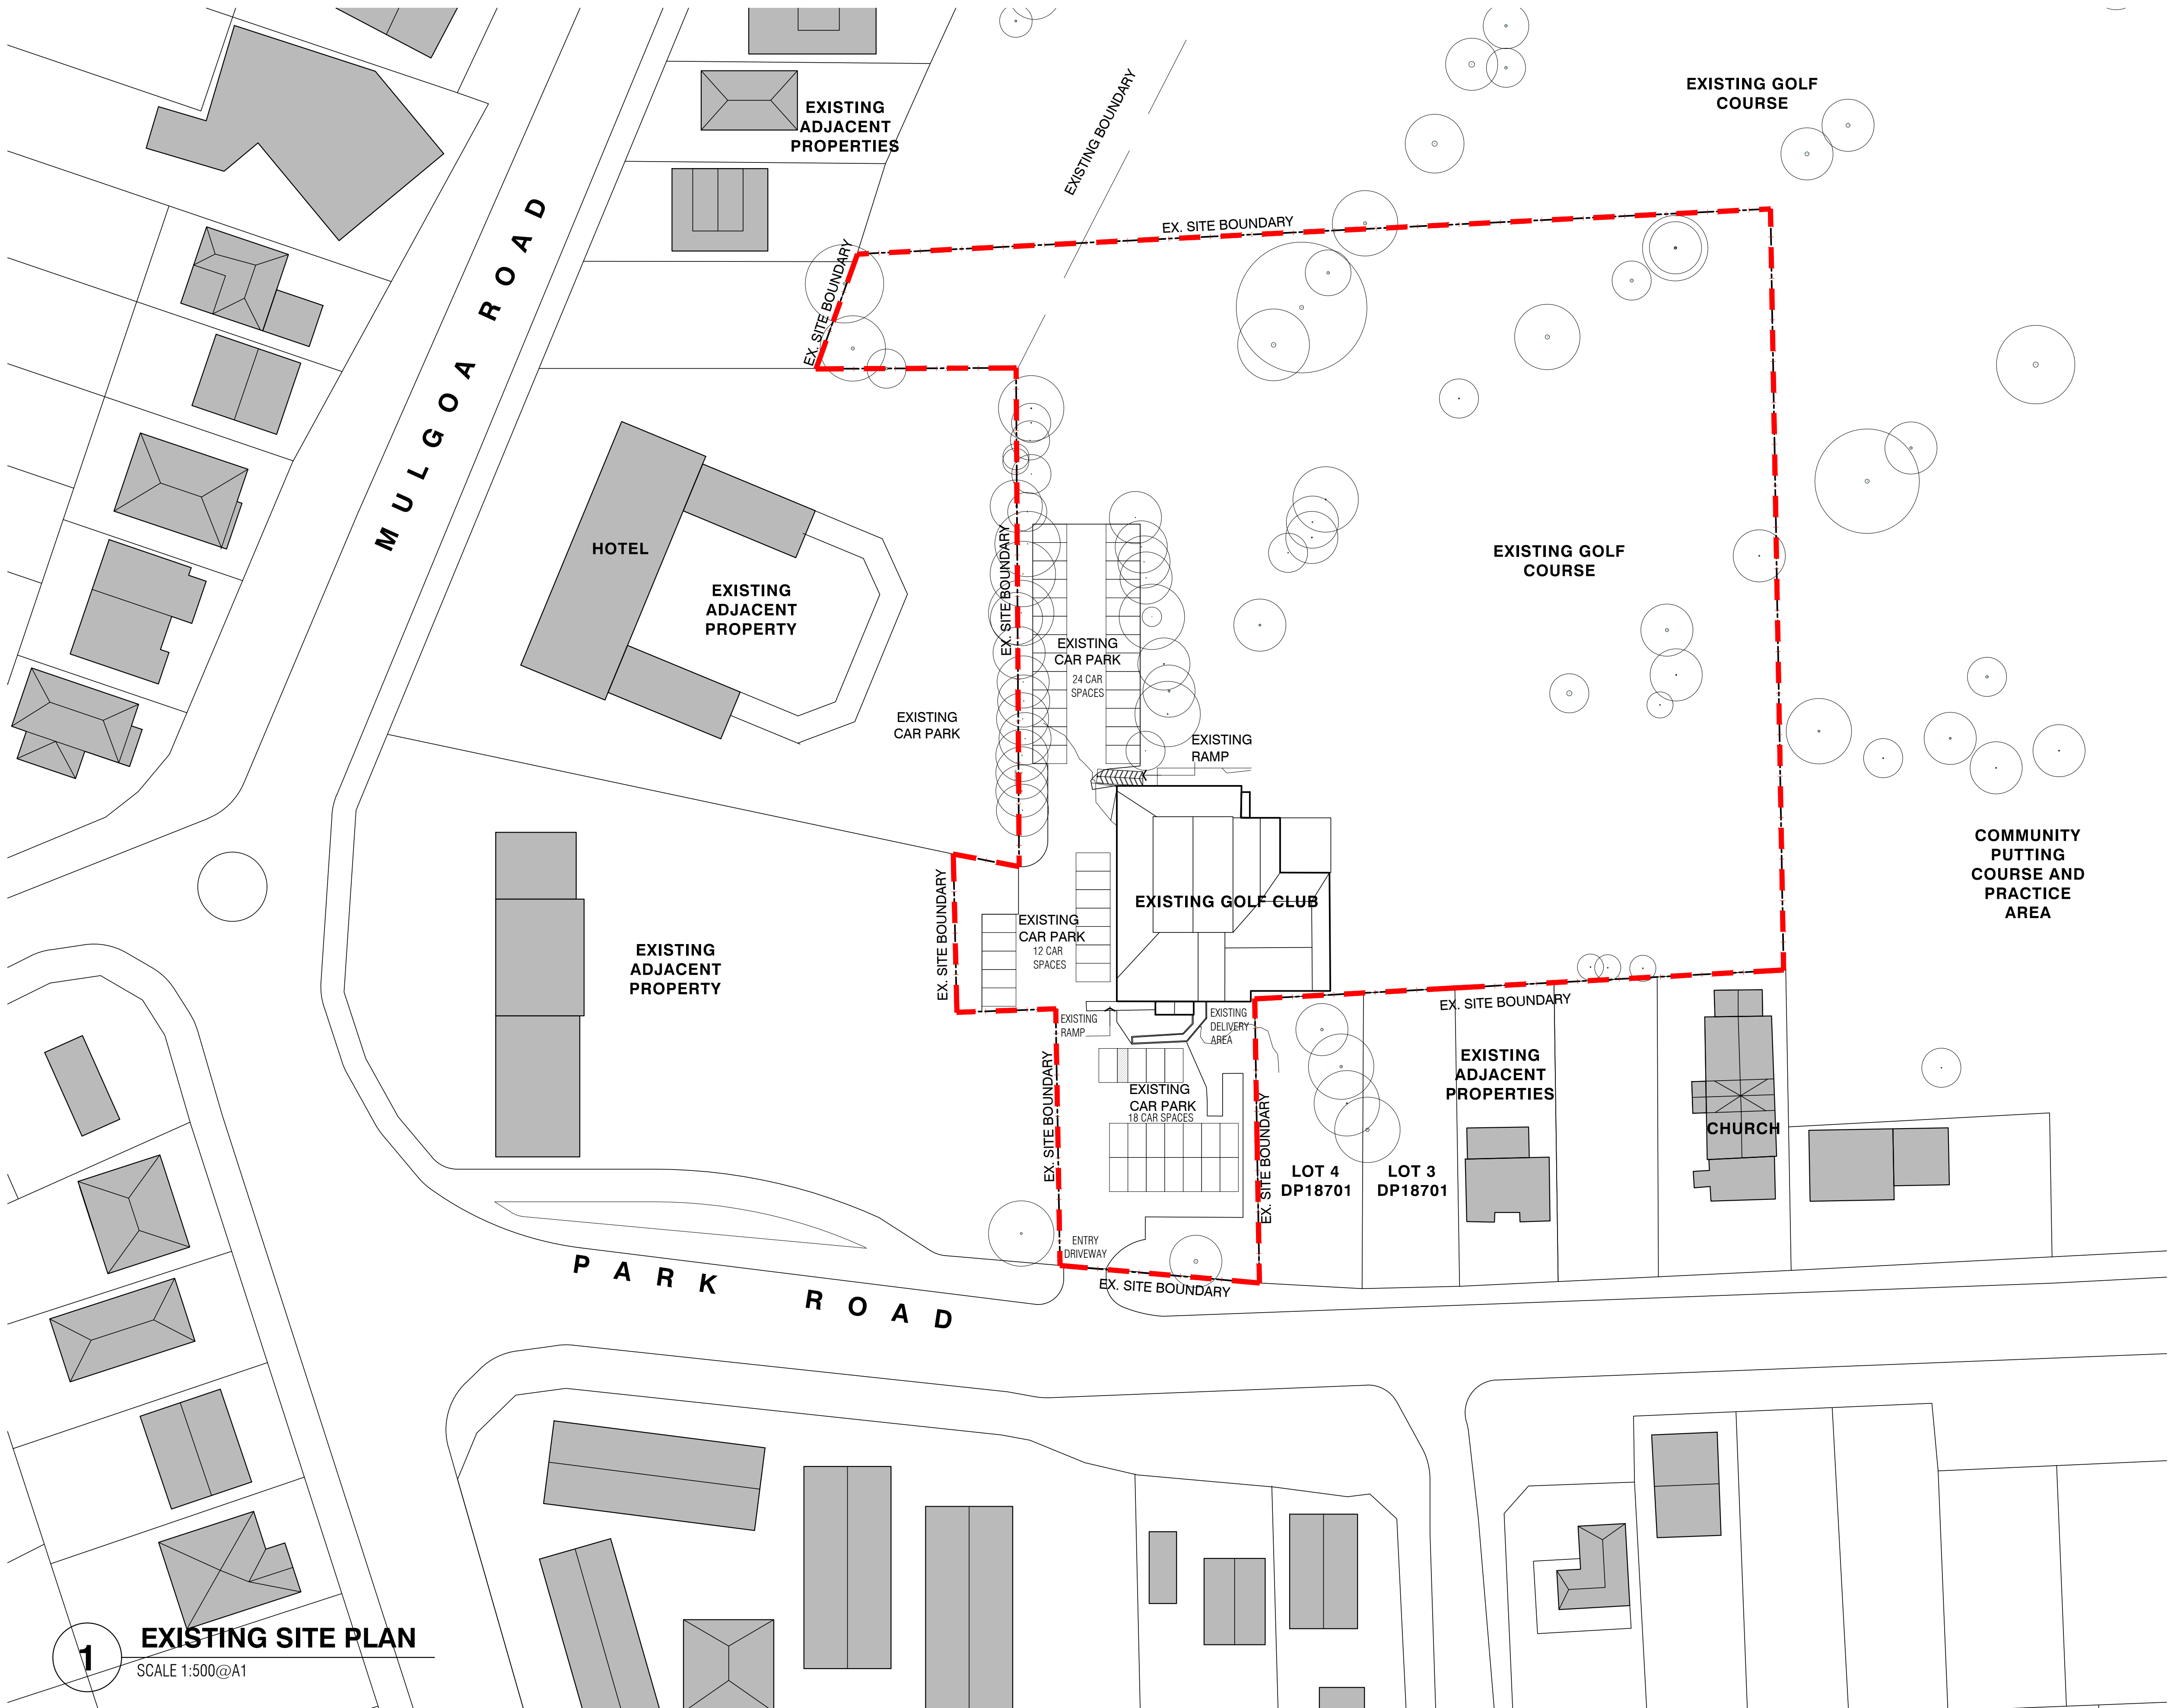 EXISTING GOLF
COURSE
EXISTING
ADJACENT
PROPERTIES
EXISTING BOUNDARY
EX. SITE BOUNDARY
EX. SITE BOUNDARY
MULGOA ROAD
HOTEL
EXISTING
ADJACENT
PROPERTY
EX. SITE BOUNDARY
EXISTING
CAR PARK
24 CAR
SPACES
EXISTING GOLF
COURSE
EXISTING
CAR PARK
EXISTING
RAMP
COMMUNITY
PUTTING
COURSE AND
PRACTICE
AREA
EXISTING GOLF CLUB
EX. SITE BOUNDARY
EXISTING
CAR PARK
12 CAR
SPACES
EXISTING
ADJACENT
PROPERTY
EX. SITE BOUNDARY
EXISTING
RAMP
EXISTING
DELIVERY
AREA
EX. SITE BOUNDARY
EXISTING
CAR PARK
18 CAR SPACES
EXISTING
ADJACENT
PROPERTIES
CHURCH
EX. SITE BOUNDARY
LOT 4
DP18701
LOT 3
DP18701
ENTRY
DRIVEWAY
EX. SITE BOUNDARY
PARK ROAD
1
EXISTING SITE PLAN
SCALE 1:500@A1